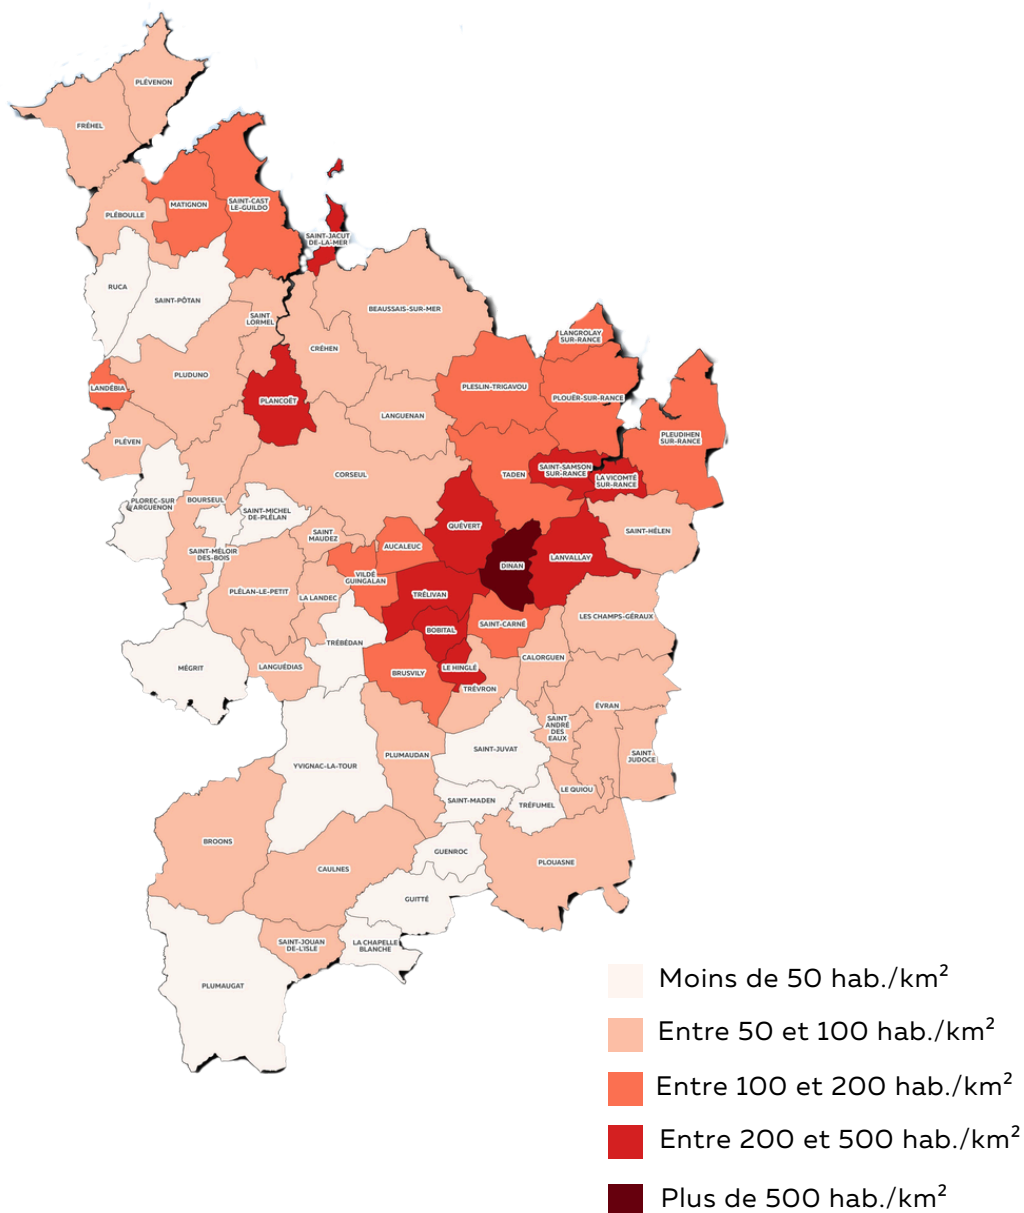 PLÉVENON
FRÉHEL
MATIGNON
SAINT-CAST
LE-GUILDO
PLÉBOULLE
SAINT-JACUT
DE-LA-MER
RUCA
SAINT-PÔTAN
BEAUSSAIS-SUR-MER
SAINT
LORMEL
LANGROLAY
SUR-RANCE
CRÉHEN
PLUDUNO
LANDÉBIA
PLANCOËT
PLESLIN-TRIGAVOU
PLOUËR-SUR-RANCE
LANGUENAN
PLÉVEN
PLEUDIHEN
SUR-RANCE
CORSEUL
TADEN
SAINT-SAMSON
SUR-RANCE
LA VICOMTÉ
SUR-RANCE
PLOREC-SUR
ARGUENON
BOURSEUL
SAINT-MICHEL
DE-PLÉLAN
QUÉVERT
SAINT-HÉLEN
SAINT
MAUDEZ
AUCALEUC
SAINT-MÉLOIR
DES-BOIS
DINAN
LANVALLAY
VILDÉ
GUINGALAN
PLÉLAN-LE-PETIT
LA LANDEC
TRÉLIVAN
BOBITAL
SAINT-CARNÉ
LES CHAMPS-GÉRAUX
TRÉBÉDAN
MÉGRIT
LANGUÉDIAS
BRUSVILY
LE HINGLÉ
CALORGUEN
TRÉVRON
ÉVRAN
SAINT
ANDRÉ
DES
EAUX
SAINT-JUVAT
SAINT
JUDOCE
PLUMAUDAN
YVIGNAC-LA-TOUR
LE QUIOU
SAINT-MADEN
TRÉFUMEL
BROONS
GUENROC
CAULNES
PLOUASNE
GUITTÉ
SAINT-JOUAN
DE-L'ISLE
LA CHAPELLE
BLANCHE
PLUMAUGAT
Moins de 50 hab./km²
Entre 50 et 100 hab./km²
Entre 100 et 200 hab./km²
Entre 200 et 500 hab./km²
Plus de 500 hab./km²